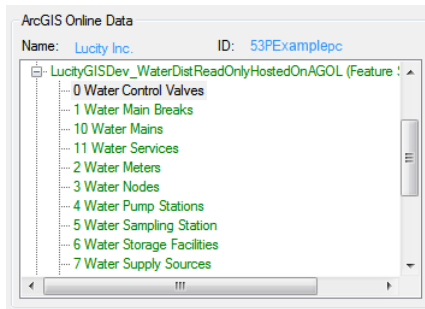 ArcGIS Online Data
Name: Lucity Inc. ID: 53PExamplepc
LucityGISDev_WaterDistReadOnlyHostedOnAGOL (Feature
0 Water Control Valves
1 Water Main Breaks
10 Water Mains
11 Water Services
2 Water Meters
3 Water Nodes
4 Water Pump Stations
5 Water Sampling Station
6 Water Storage Facilities
7 Water Supply Sources